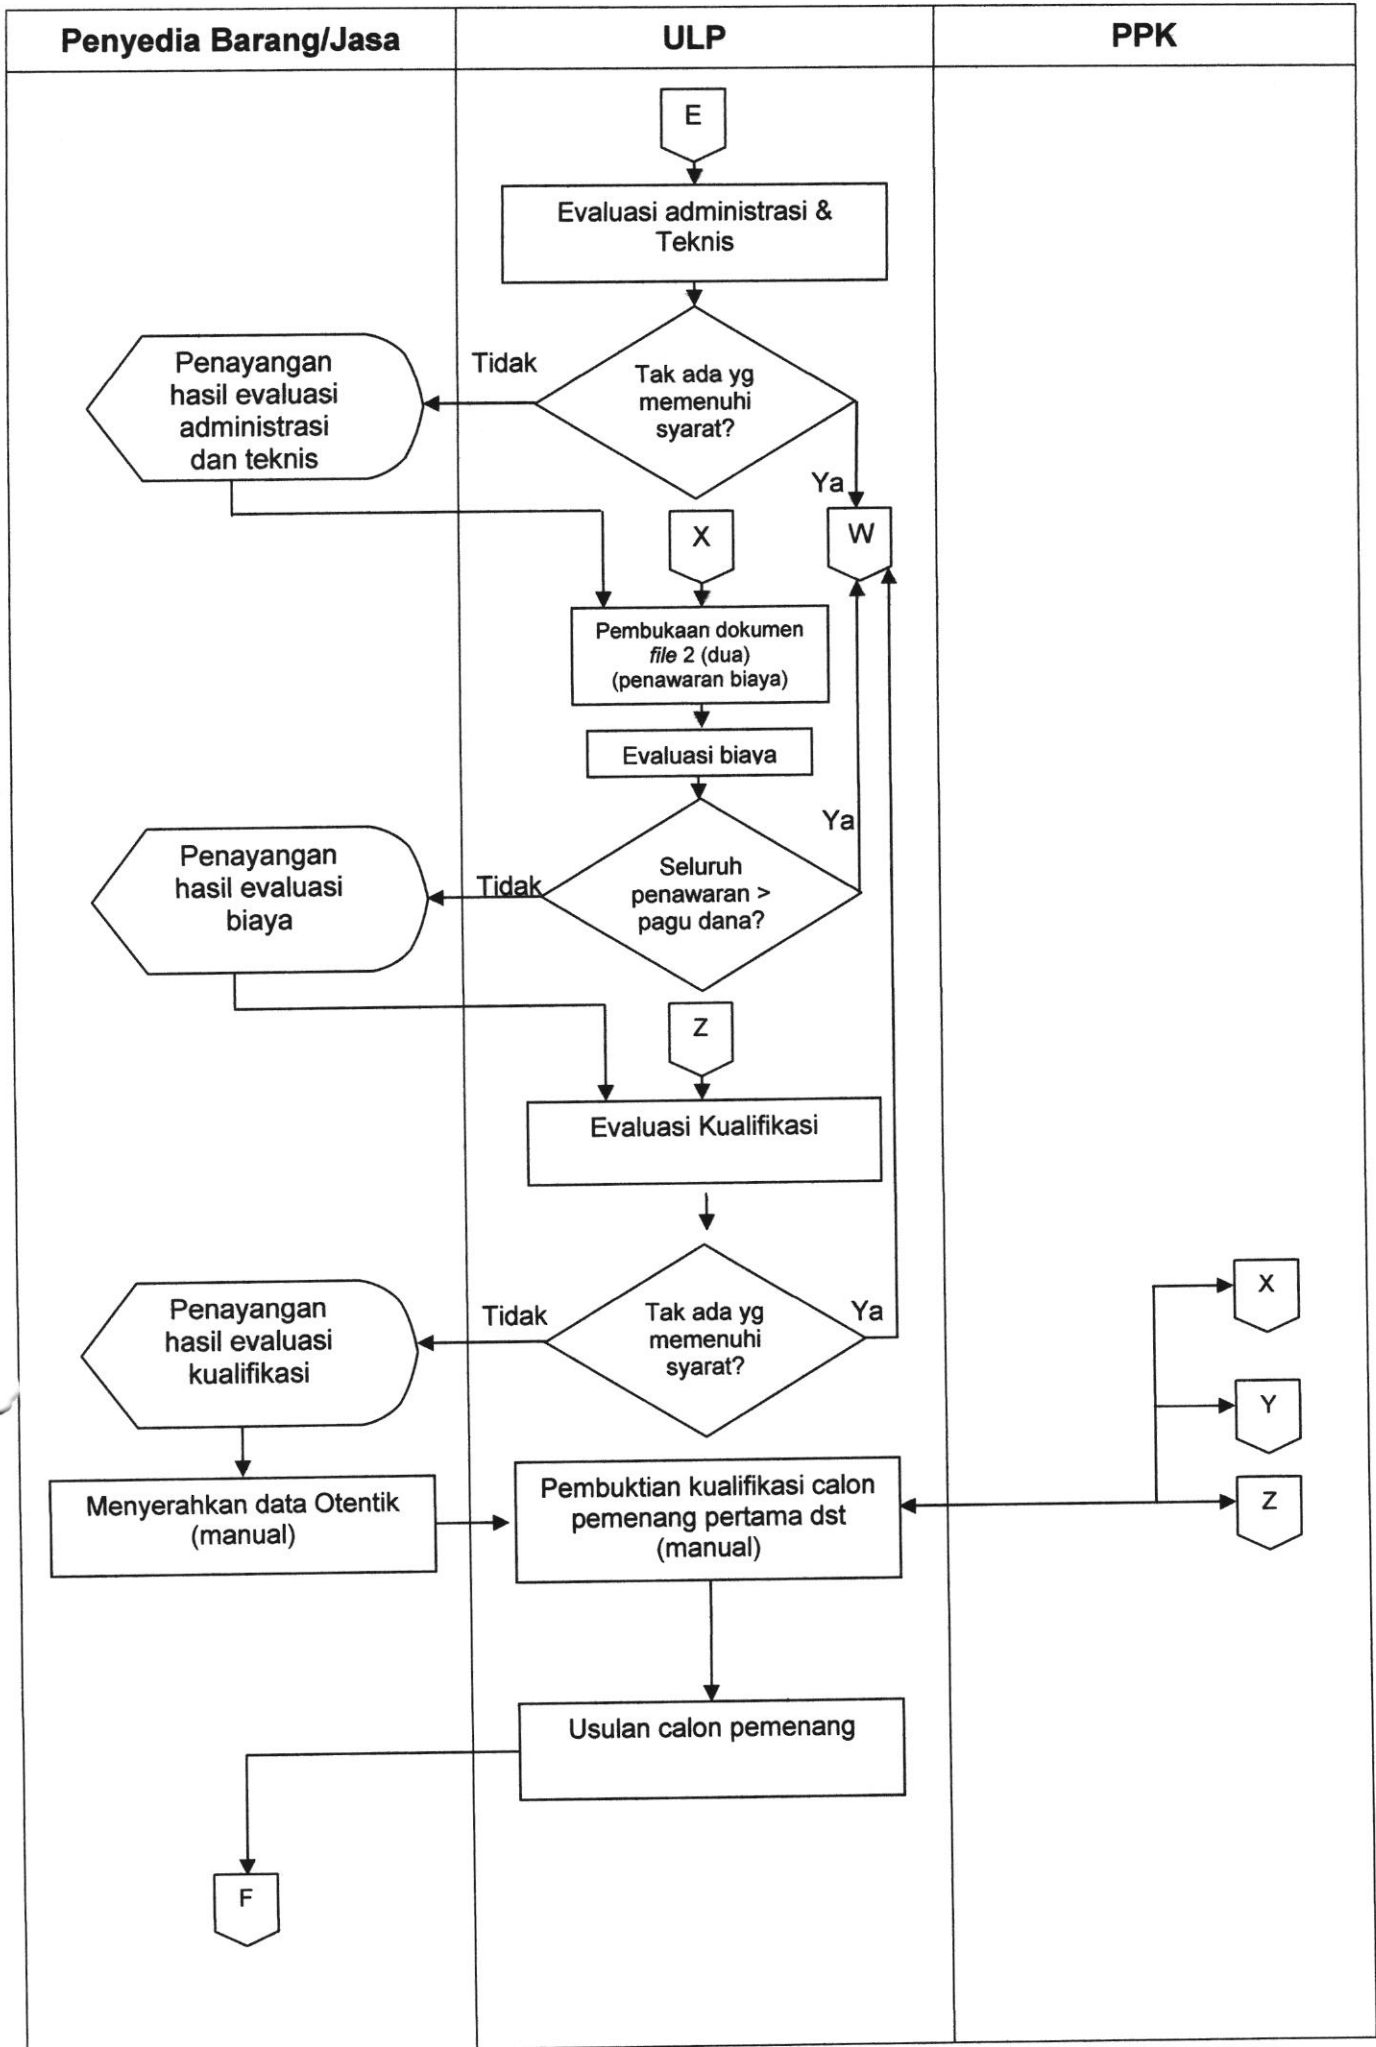 Penyedia Barang/Jasa
ULP
PPK
E
Evaluasi administrasi &
Teknis
Penayangan
hasil evaluasi
administrasi
dan teknis
Tidak
Tak ada yg
memenuhi
syarat?
Ya
X
W
Pembukaan dokumen
file 2 (dua)
(penawaran biaya)
Evaluasi biaya
Ya
Penayangan
hasil evaluasi
biaya
Tidak
Seluruh
penawaran >
pagu dana?
Z
Evaluasi Kualifikasi
Penayangan
hasil evaluasi
kualifikasi
Tidak
Tak ada yg
memenuhi
syarat?
Ya
X
Y
Z
Menyerahkan data Otentik
(manual)
Pembuktian kualifikasi calon
pemenang pertama dst
(manual)
Usulan calon pemenang
F